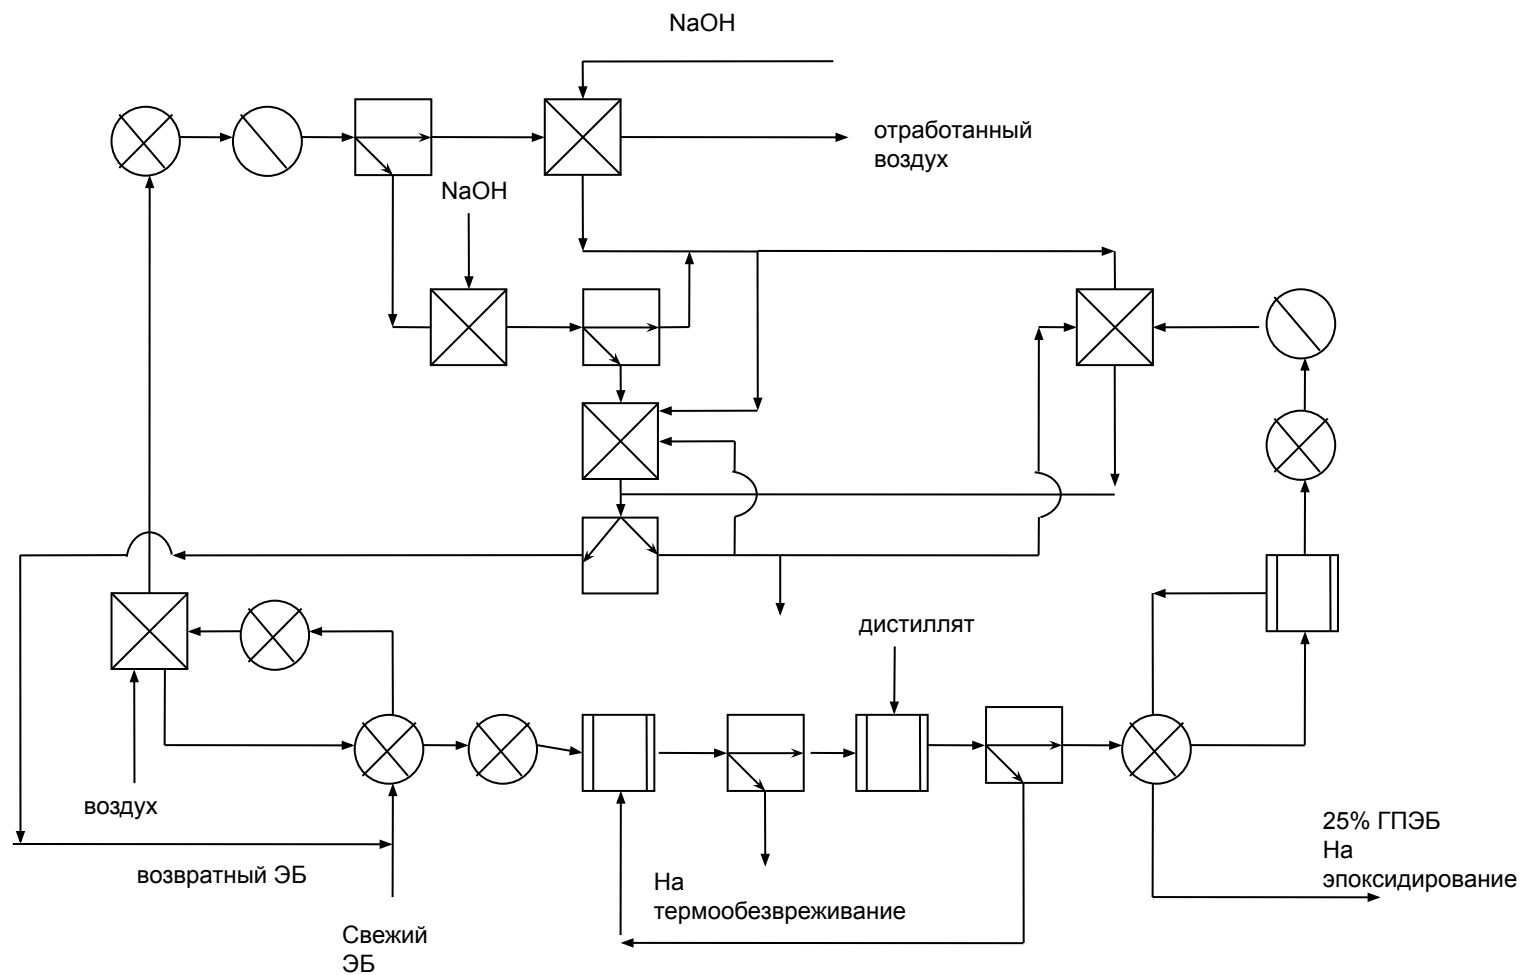 NaOH
отработанный
воздух
NaOH
дистиллят
воздух
возвратный ЭБ
Свежий
ЭБ
На
термообезвреживание
25% ГПЭБ
На
эпоксидирование